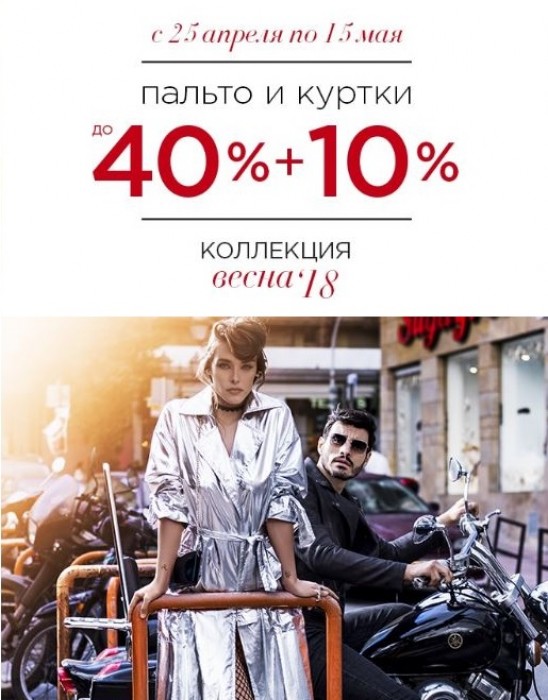 с 25 апреля по 15 мая
пальто и куртки
до 40% + 10%
КОЛЛЕКЦИЯ
весна '18